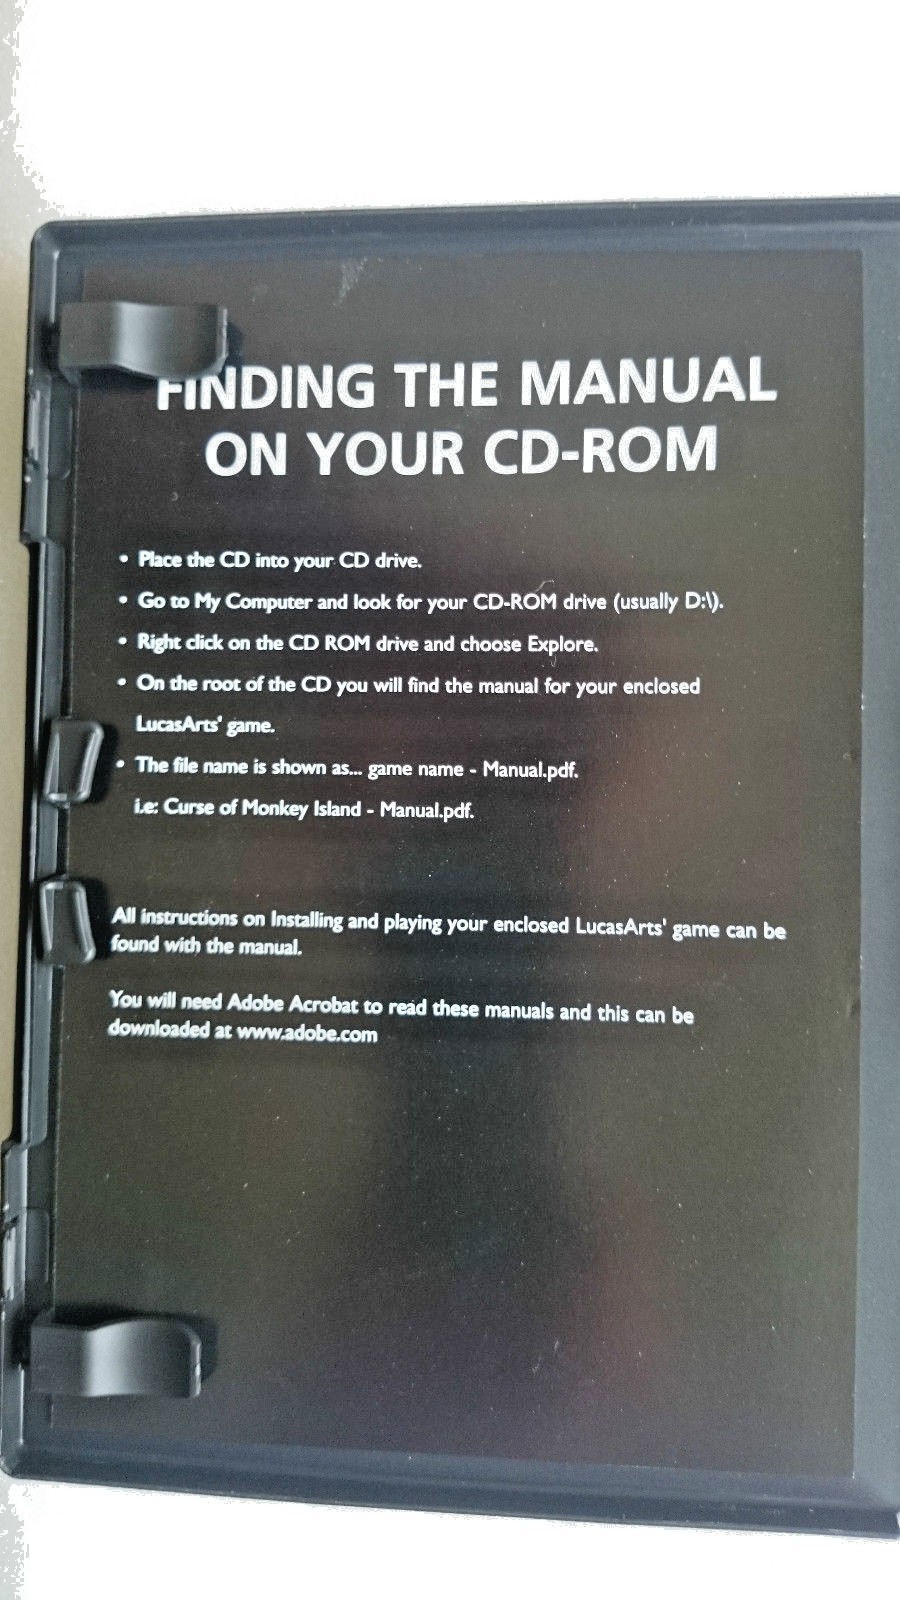 FINDING THE MANUAL
ON YOUR CD-ROM
• Place the CD into your CD drive.
• Go to My Computer and look for your CD-ROM drive (usually D:\).
• Right click on the CD ROM drive and choose Explore.
• On the root of the CD you will find the manual for your enclosed
LucasArts' game.
• The file name is shown as... game name - Manual.pdf.
i.e: Curse of Monkey Island - Manual.pdf.
All instructions on Installing and playing your enclosed LucasArts' game can be
found with the manual.
You will need Adobe Acrobat to read these manuals and this can be
downloaded at www.adobe.com